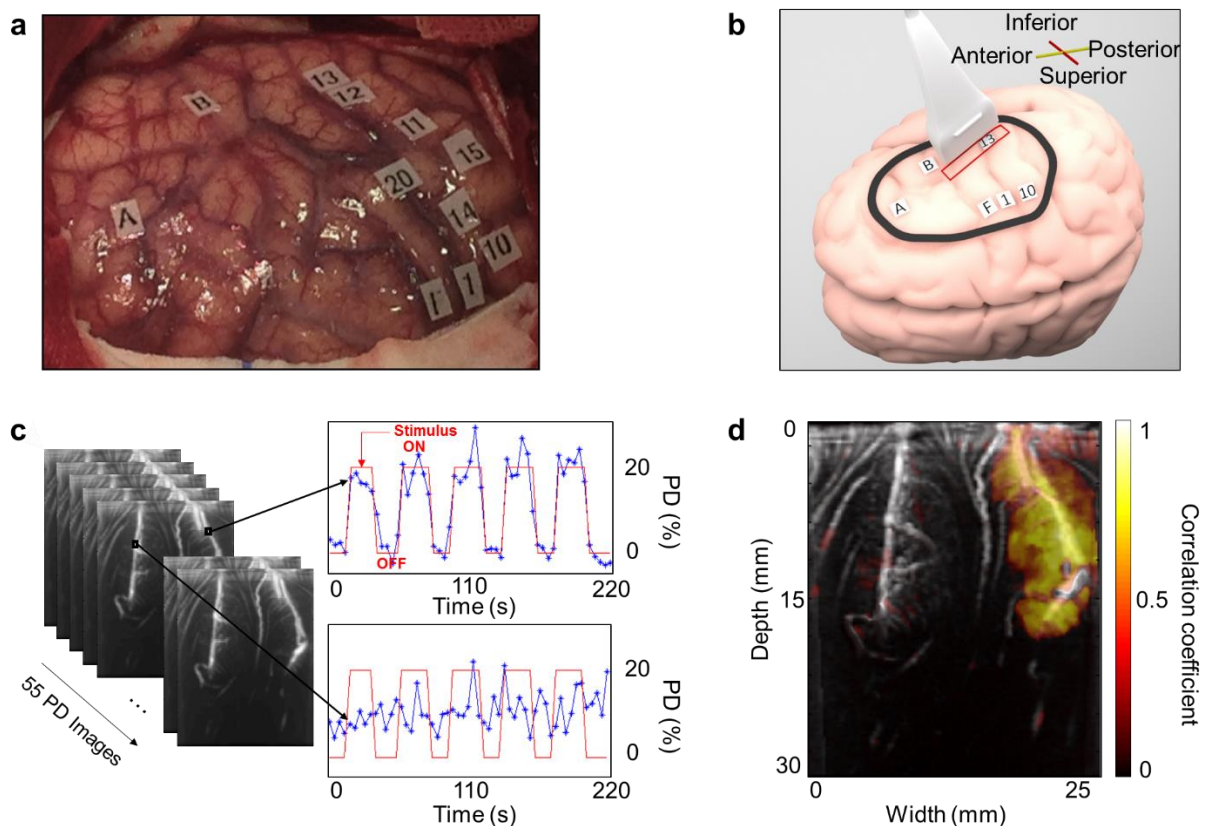 a
13
12
B
11
15
20
A
14
10
1
F
b
Inferior
Anterior
Posterior
Superior
13
B
A
F 1 10
c
Stimulus
ON
OFF
20
0
PD (%)
0 110 220
Time (s)
20
0
PD (%)
0 110 220
Time (s)
...
55 PD Images
d
0
15
30
Depth (mm)
0 25
Width (mm)
1
0.5
0
Correlation coefficient